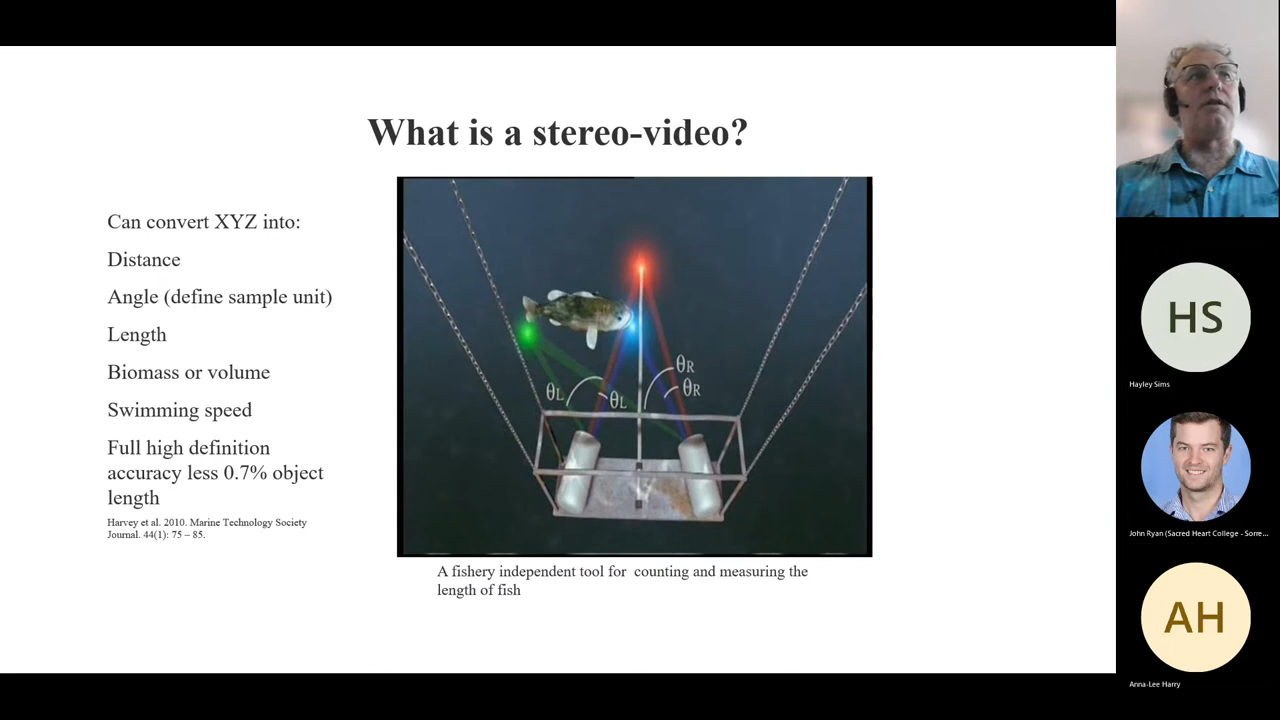 What is a stereo-video?
Can convert XYZ into:
Distance
Angle (define sample unit)
Length
Biomass or volume
Swimming speed
Full high definition
accuracy less 0.7% object
length
Harvey et al. 2010. Marine Technology Society
Journal. 44(1): 75 – 85.
θL
θL
θR
θR
A fishery independent tool for counting and measuring the
length of fish
HS
Hayley Sims
John Ryan (Sacred Heart College - Sorre...
AH
Anna-Lee Harry